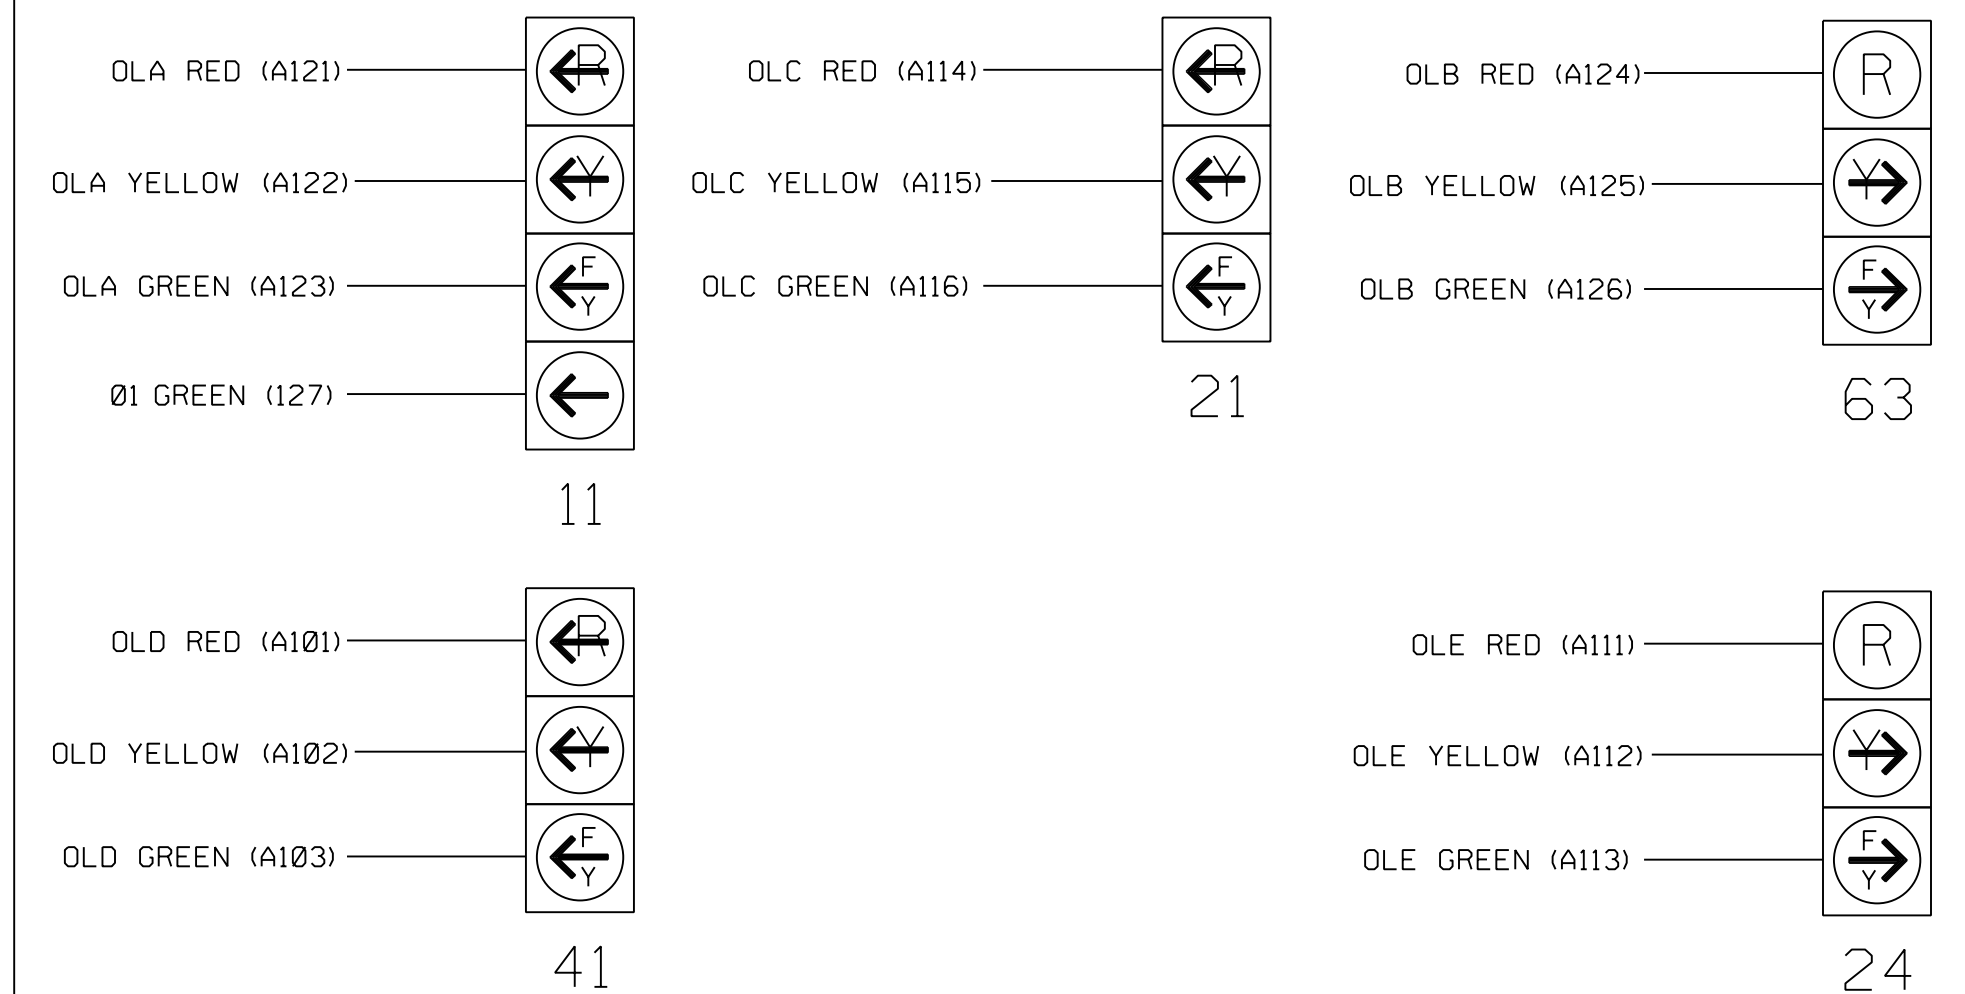 OLA RED (A121)
R
OLA YELLOW (A122)
Y
OLA GREEN (A123)
F
Y
Ø1 GREEN (127)
11
OLC RED (A114)
R
OLC YELLOW (A115)
Y
OLC GREEN (A116)
F
Y
21
OLB RED (A124)
R
OLB YELLOW (A125)
Y
OLB GREEN (A126)
F
Y
63
OLD RED (A1Ø1)
R
OLD YELLOW (A1Ø2)
Y
OLD GREEN (A1Ø3)
F
Y
41
OLE RED (A111)
R
OLE YELLOW (A112)
Y
OLE GREEN (A113)
F
Y
24